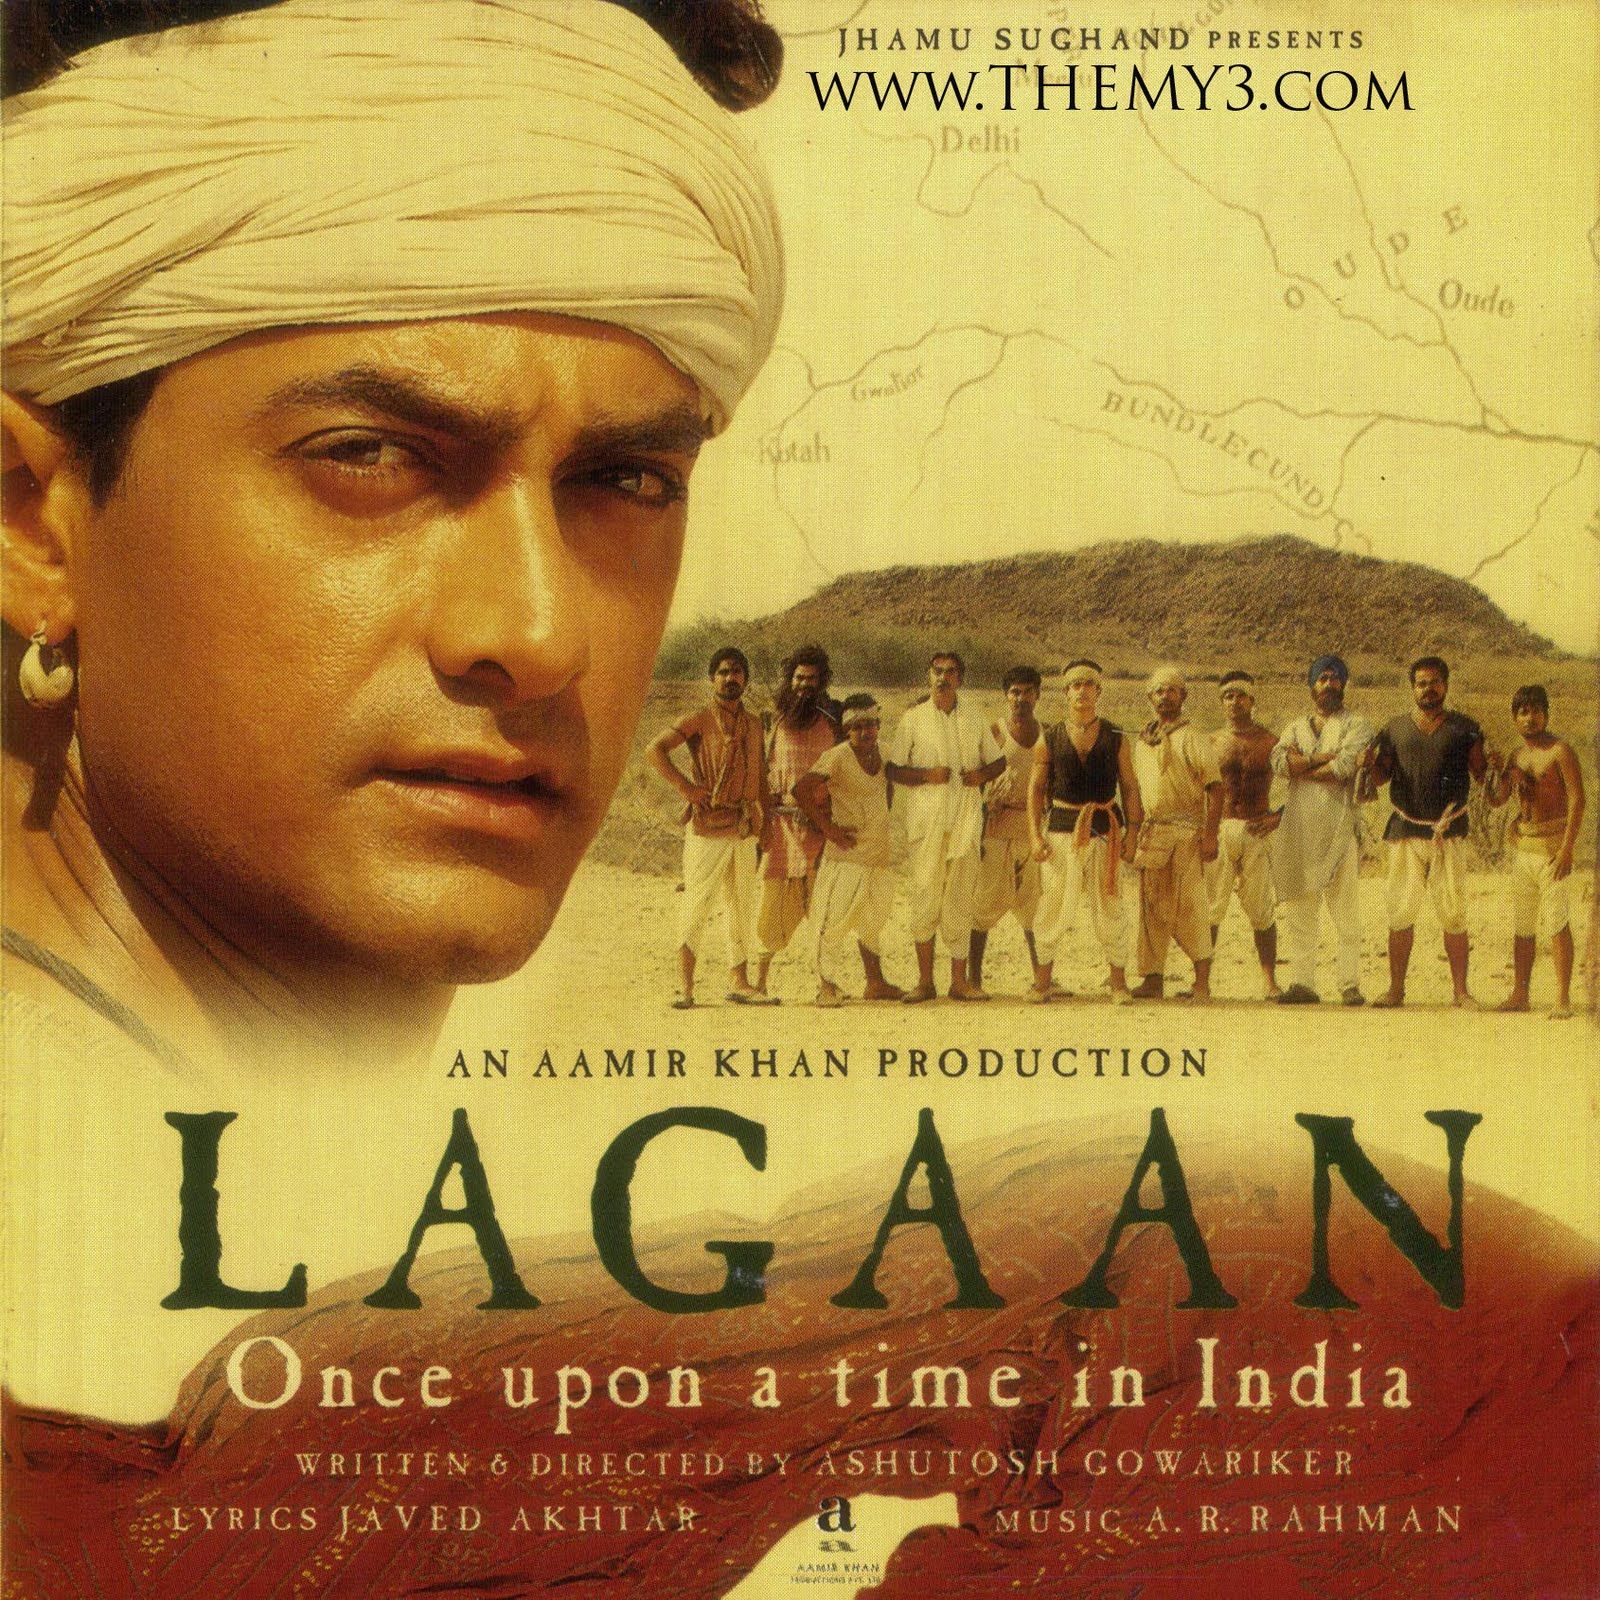 JHAMU SUGHAND PRESENTS
www.THEMY3.com
Delhi
OUDE
Oude
Gwalior
Kotah
BUNDLECUND
AN AAMIR KHAN PRODUCTION
LAGAAN
Once upon a time in India
WRITTEN & DIRECTED BY ASHUTOSH GOWARIKER
LYRICS JAVED AKHTAR
MUSIC A. R. RAHMAN
a
a
AAMIR KHAN